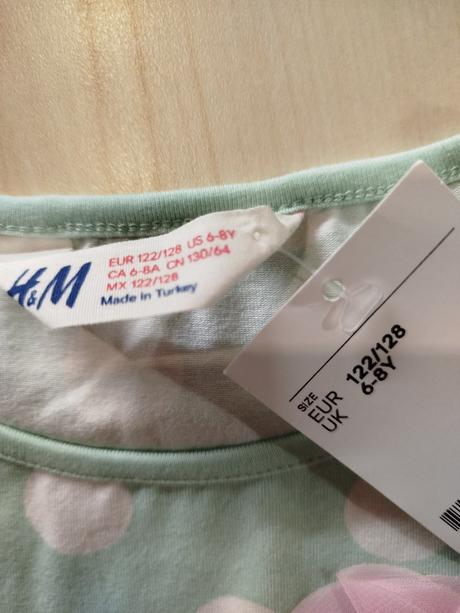 H&M
EUR 122/128 US 6-8Y
CA 6-8A CN 130/64
MX 122/128
Made in Turkey
SIZE
EUR 122/128
UK 6-8Y